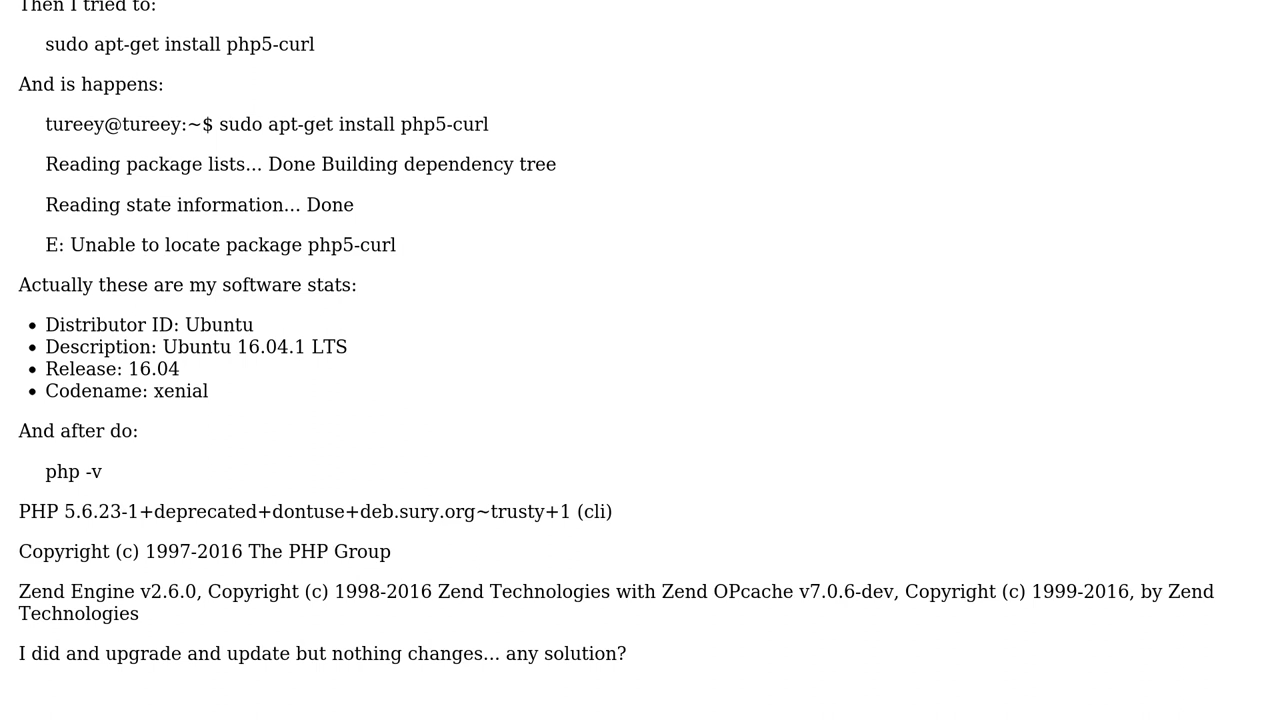 Then I tried to:
sudo apt-get install php5-curl
And is happens:
tureey@tureey:~$ sudo apt-get install php5-curl
Reading package lists... Done Building dependency tree
Reading state information... Done
E: Unable to locate package php5-curl
Actually these are my software stats:
• Distributor ID: Ubuntu
• Description: Ubuntu 16.04.1 LTS
• Release: 16.04
• Codename: xenial
And after do:
php -v
PHP 5.6.23-1+deprecated+dontuse+deb.sury.org~trusty+1 (cli)
Copyright (c) 1997-2016 The PHP Group
Zend Engine v2.6.0, Copyright (c) 1998-2016 Zend Technologies with Zend OPcache v7.0.6-dev, Copyright (c) 1999-2016, by Zend
Technologies
I did and upgrade and update but nothing changes... any solution?